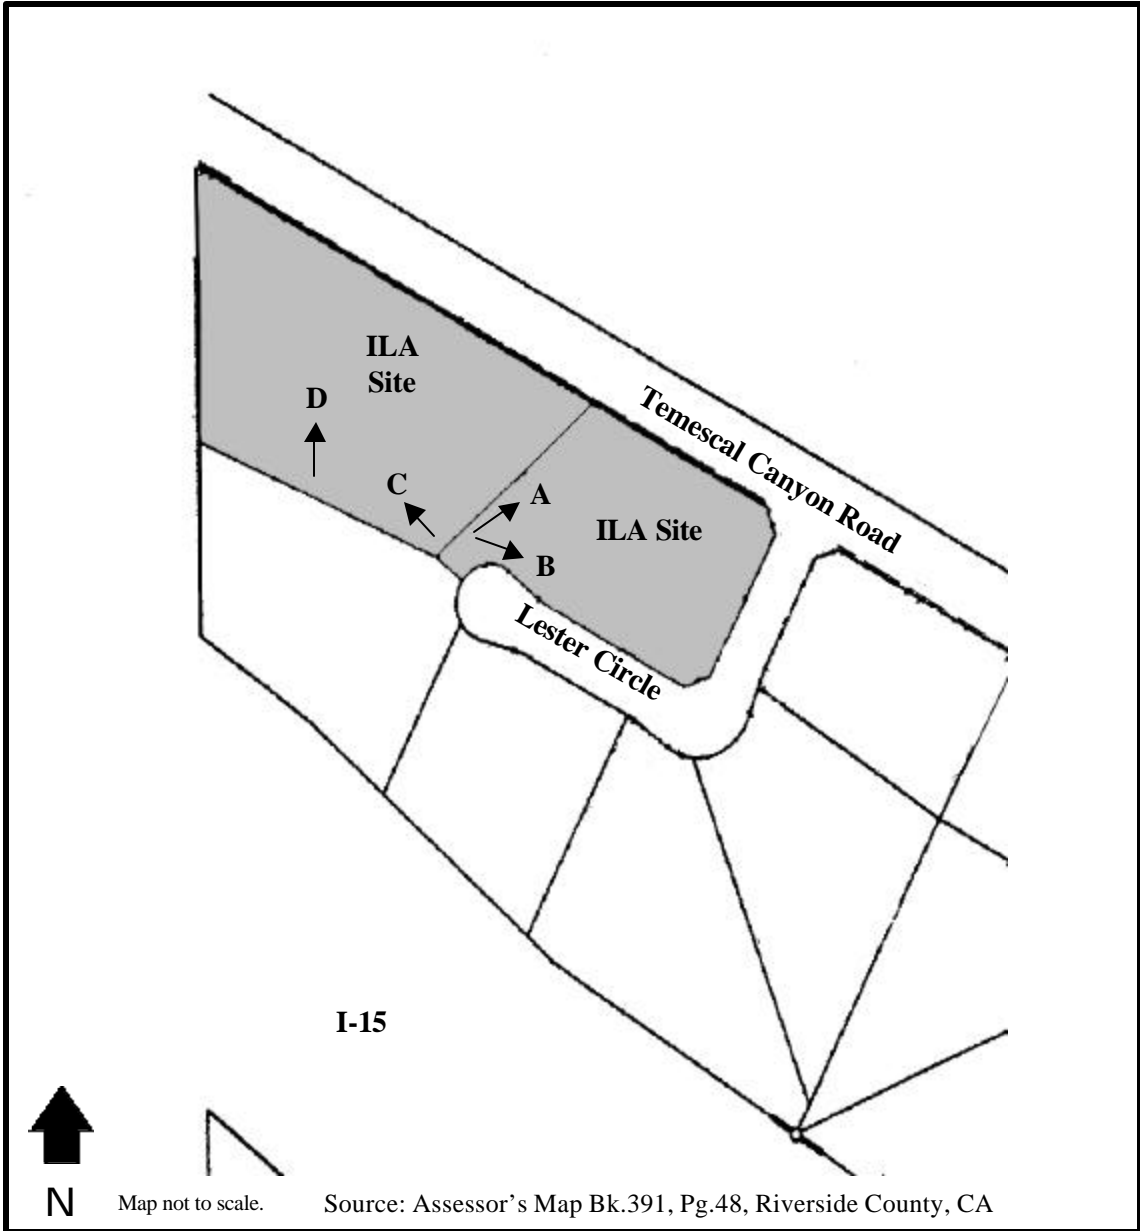 ILA
Site
D
Temescal Canyon Road
C
A
ILA Site
B
Lester Circle
I-15
N
Map not to scale.
Source: Assessor's Map Bk.391, Pg.48, Riverside County, CA